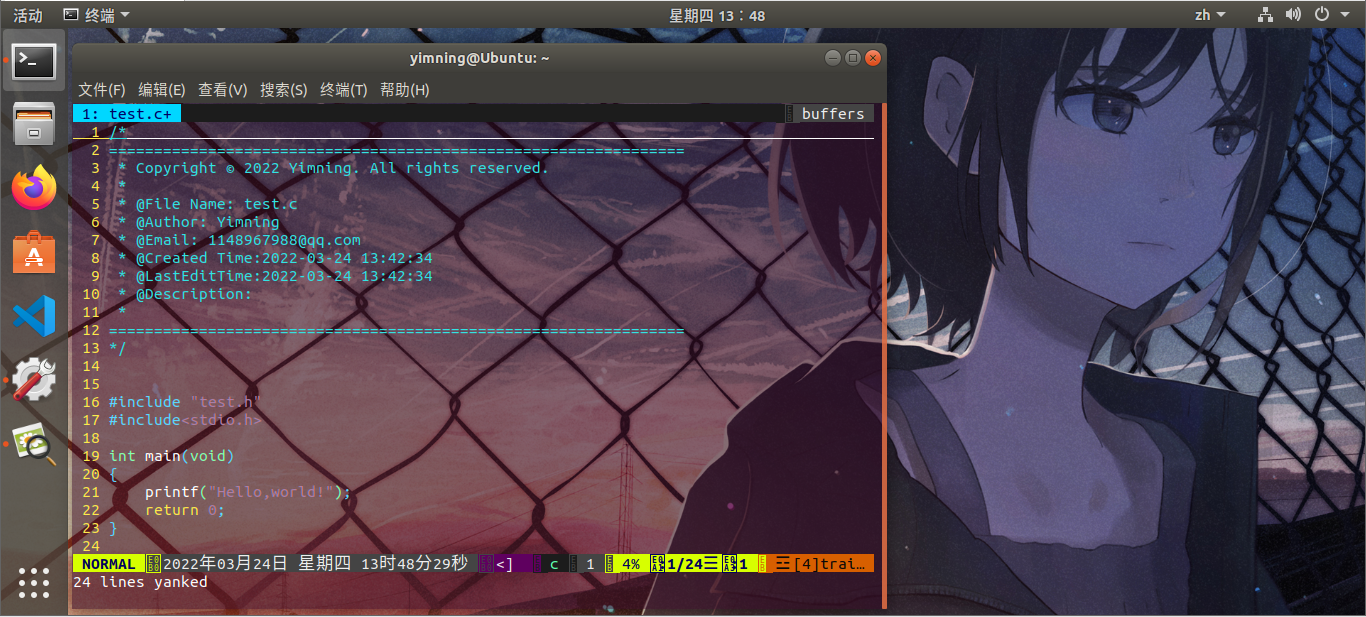 活动 终端 星期四 13：48 zh
yimning@Ubuntu: ~
文件(F) 编辑(E) 查看(V) 搜索(S) 终端(T) 帮助(H)
1: test.c+ buffers
1 /*
2 ================================================================
3 * Copyright © 2022 Yimning. All rights reserved.
4 *
5 * @File Name: test.c
6 * @Author: Yimning
7 * @Email: 1148967988@qq.com
8 * @Created Time:2022-03-24 13:42:34
9 * @LastEditTime:2022-03-24 13:42:34
10 * @Description:
11 *
12 ================================================================
13 */
14
15
16 #include "test.h"
17 #include<stdio.h>
18
19 int main(void)
20 {
21 printf("Hello,world!");
22 return 0;
23 }
24
NORMAL 2022年03月24日 星期四 13时48分29秒 <] c 1 4% 1/24☰ 1 ☲[4]trai…
24 lines yanked